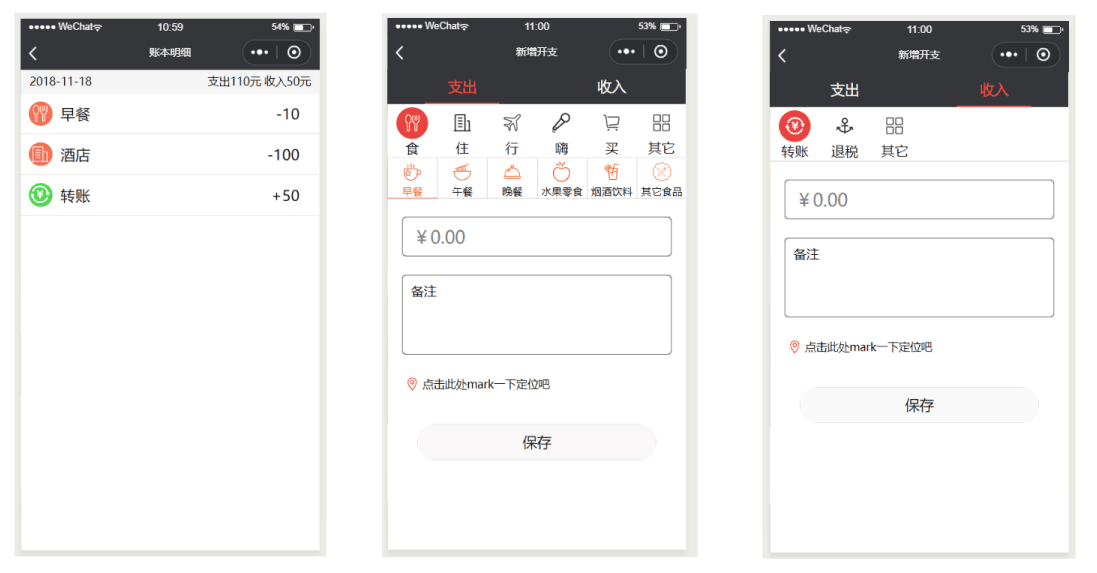 ●●●●● WeChat 10:59 54%
账本明细
2018-11-18 支出110元 收入50元
早餐 -10
酒店 -100
转账 +50
●●●●● WeChat 11:00 53%
新增开支
支出 收入
食 住 行 嗨 买 其它
早餐 午餐 晚餐 水果零食 烟酒饮料 其它食品
¥0.00
备注
点击此处mark一下定位吧
保存
●●●●● WeChat 11:00 53%
新增开支
支出 收入
转账 退税 其它
¥0.00
备注
点击此处mark一下定位吧
保存